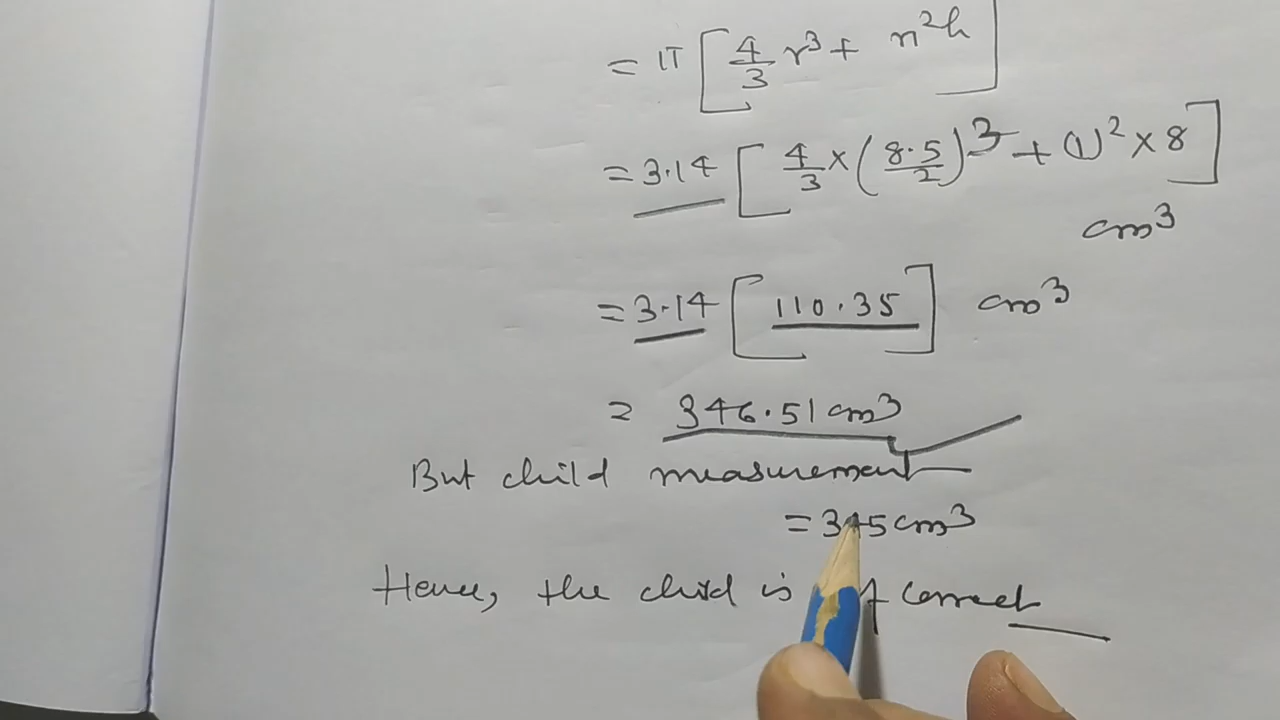 = π [ 4/3 r³ + r²h ]
= 3.14 [ 4/3 × (8.5/2)³ + (1)² × 8 ]
cm³
= 3.14 [ 110.35 ] cm³
= 346.51 cm³
But child measurement
= 345 cm³
Hence, the child is correct